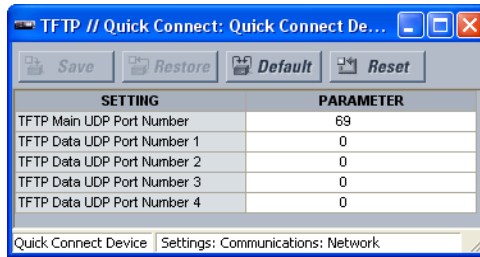 TFTP // Quick Connect: Quick Connect De...
Save Restore Default Reset
SETTING PARAMETER
TFTP Main UDP Port Number 69
TFTP Data UDP Port Number 1 0
TFTP Data UDP Port Number 2 0
TFTP Data UDP Port Number 3 0
TFTP Data UDP Port Number 4 0
Quick Connect Device Settings: Communications: Network